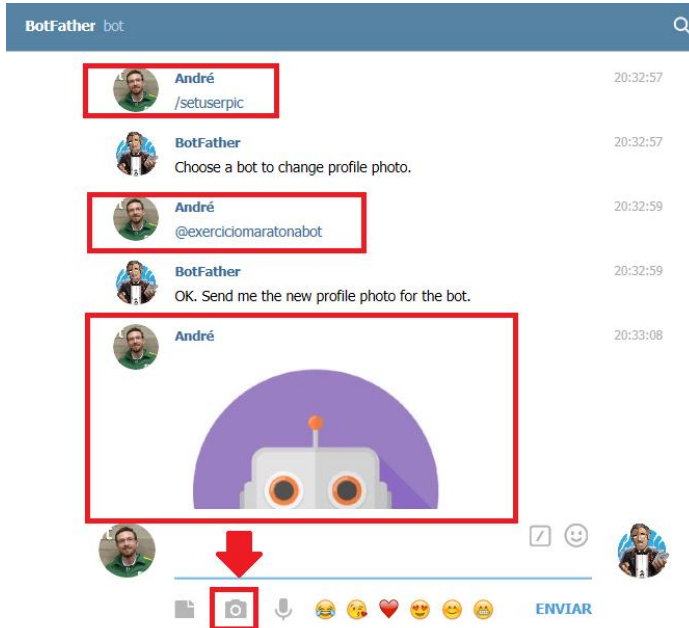 BotFather bot
André 20:32:57
/setuserpic
BotFather 20:32:57
Choose a bot to change profile photo.
André 20:32:59
@exerciciomaratonabot
BotFather 20:32:59
OK. Send me the new profile photo for the bot.
André 20:33:08
ENVIAR